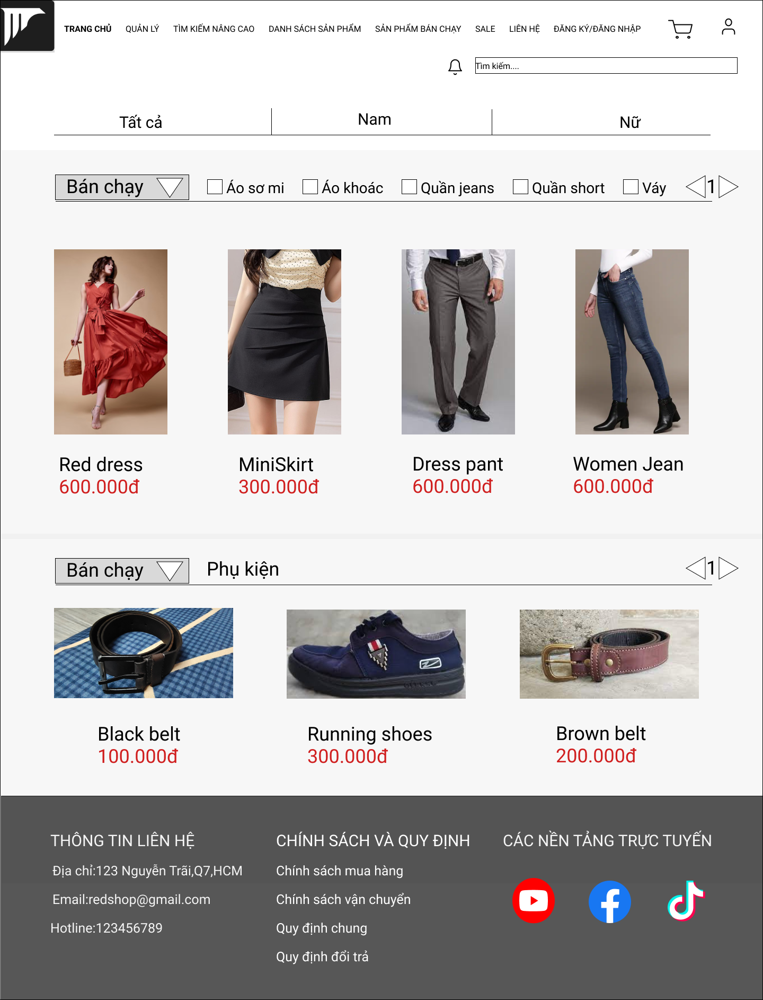 TRANG CHỦ QUẢN LÝ TÌM KIẾM NÂNG CAO DANH SÁCH SẢN PHẨM SẢN PHẨM BÁN CHẠY SALE LIÊN HỆ ĐĂNG KÝ/ĐĂNG NHẬP
Tìm kiếm....
Tất cả Nam Nữ
Bán chạy Áo sơ mi Áo khoác Quần jeans Quần short Váy 1
Red dress MiniSkirt Dress pant Women Jean
600.000đ 300.000đ 600.000đ 600.000đ
Bán chạy Phụ kiện 1
Black belt Running shoes Brown belt
100.000đ 300.000đ 200.000đ
THÔNG TIN LIÊN HỆ CHÍNH SÁCH VÀ QUY ĐỊNH CÁC NỀN TẢNG TRỰC TUYẾN
Địa chỉ:123 Nguyễn Trãi,Q7,HCM Chính sách mua hàng
Email:redshop@gmail.com Chính sách vận chuyển
Hotline:123456789 Quy định chung
Quy định đổi trả